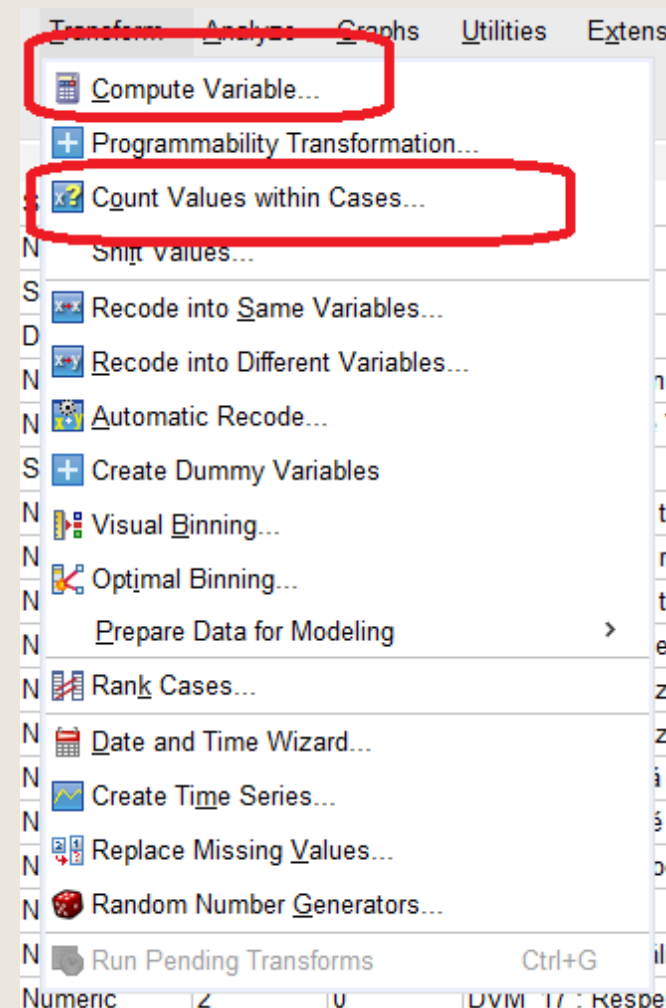 Transform Analyze Graphs Utilities Extens
Compute Variable...
Programmability Transformation...
Count Values within Cases...
Shift Values...
Recode into Same Variables...
Recode into Different Variables...
Automatic Recode...
Create Dummy Variables
Visual Binning...
Optimal Binning...
Prepare Data for Modeling
Rank Cases...
Date and Time Wizard...
Create Time Series...
Replace Missing Values...
Random Number Generators...
Run Pending Transforms Ctrl+G
Numeric 2 0 DVM_17 : Respe